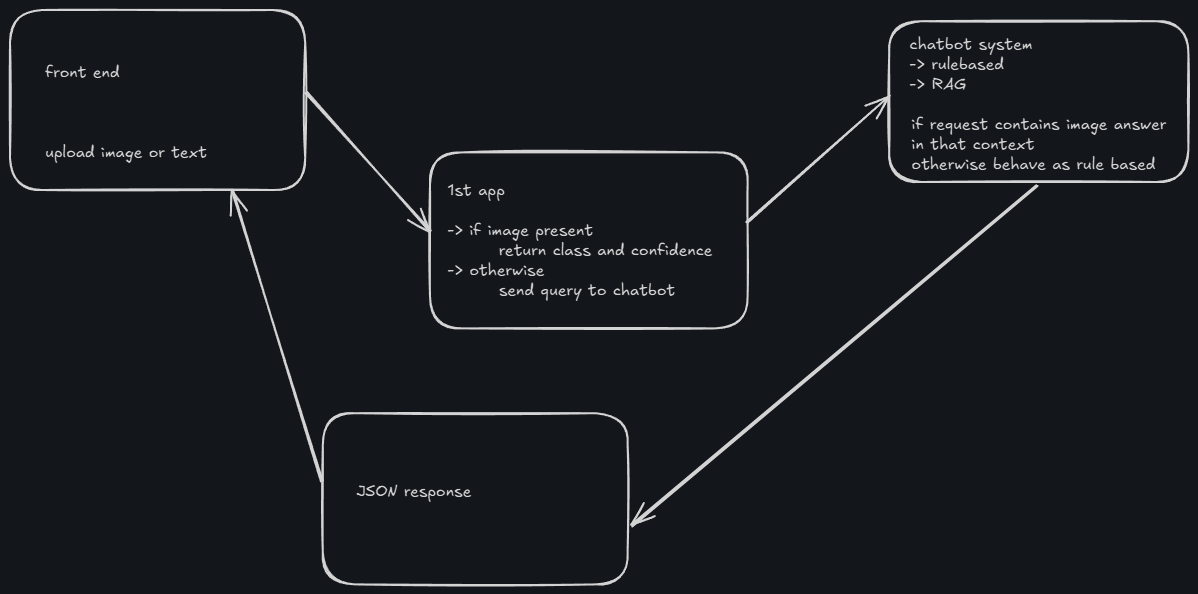 front end
upload image or text
1st app
-> if image present
return class and confidence
-> otherwise
send query to chatbot
chatbot system
-> rulebased
-> RAG
if request contains image answer
in that context
otherwise behave as rule based
JSON response